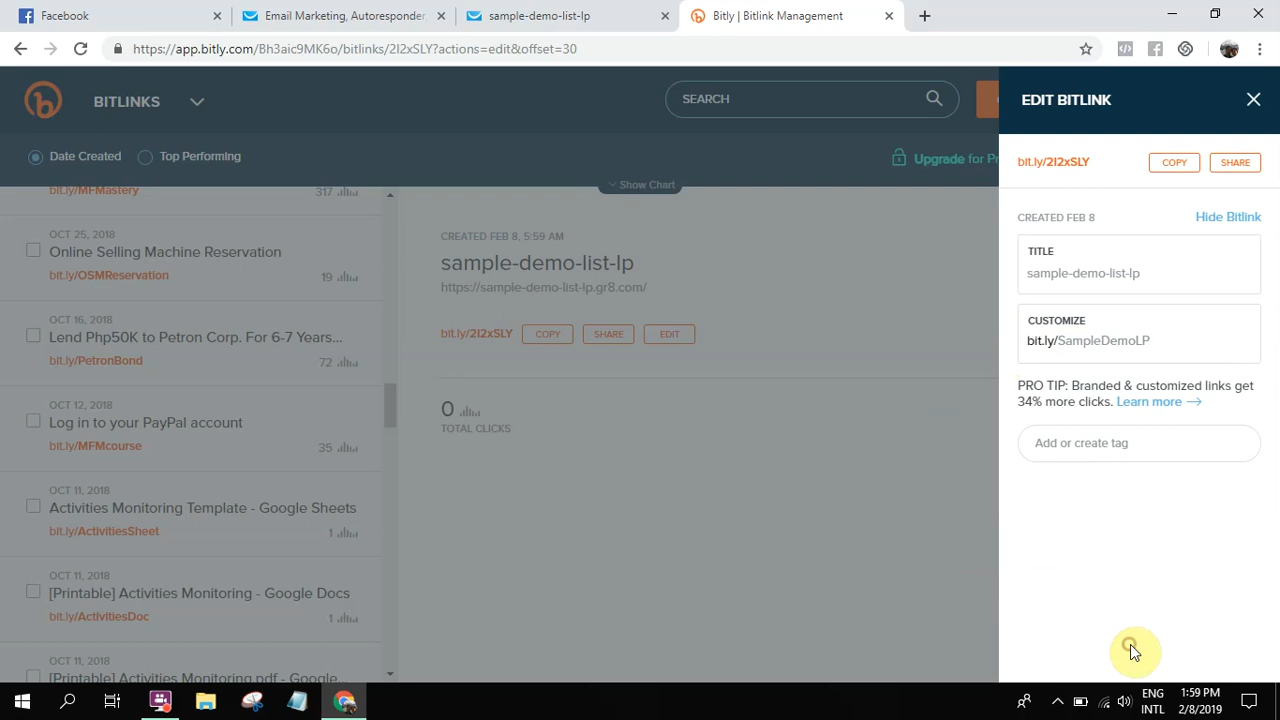 Facebook
Email Marketing, Autoresponder,
sample-demo-list-lp
Bitly | Bitlink Management
https://app.bitly.com/Bh3aic9MK6o/bitlinks/2I2xSLY?actions=edit&offset=30
BITLINKS
SEARCH
EDIT BITLINK
Date Created
Top Performing
Upgrade for Pr
Show Chart
bit.ly/MFMastery 317
OCT 25, 2018
Online Selling Machine Reservation
bit.ly/OSMReservation 19
OCT 16, 2018
Lend Php50K to Petron Corp. For 6-7 Years...
bit.ly/PetronBond 72
OCT 12, 2018
Log in to your PayPal account
bit.ly/MFMcourse 35
OCT 11, 2018
Activities Monitoring Template - Google Sheets
bit.ly/ActivitiesSheet 1
OCT 11, 2018
[Printable] Activities Monitoring - Google Docs
bit.ly/ActivitiesDoc 1
OCT 11, 2018
[Printable] Activities Monitoring.pdf - Google...
CREATED FEB 8, 5:59 AM
sample-demo-list-lp
https://sample-demo-list-lp.gr8.com/
bit.ly/2I2xSLY COPY SHARE EDIT
0
TOTAL CLICKS
bit.ly/2I2xSLY COPY SHARE
CREATED FEB 8 Hide Bitlink
TITLE
sample-demo-list-lp
CUSTOMIZE
bit.ly/SampleDemoLP
PRO TIP: Branded & customized links get
34% more clicks. Learn more →
Add or create tag
ENG
INTL
1:59 PM
2/8/2019